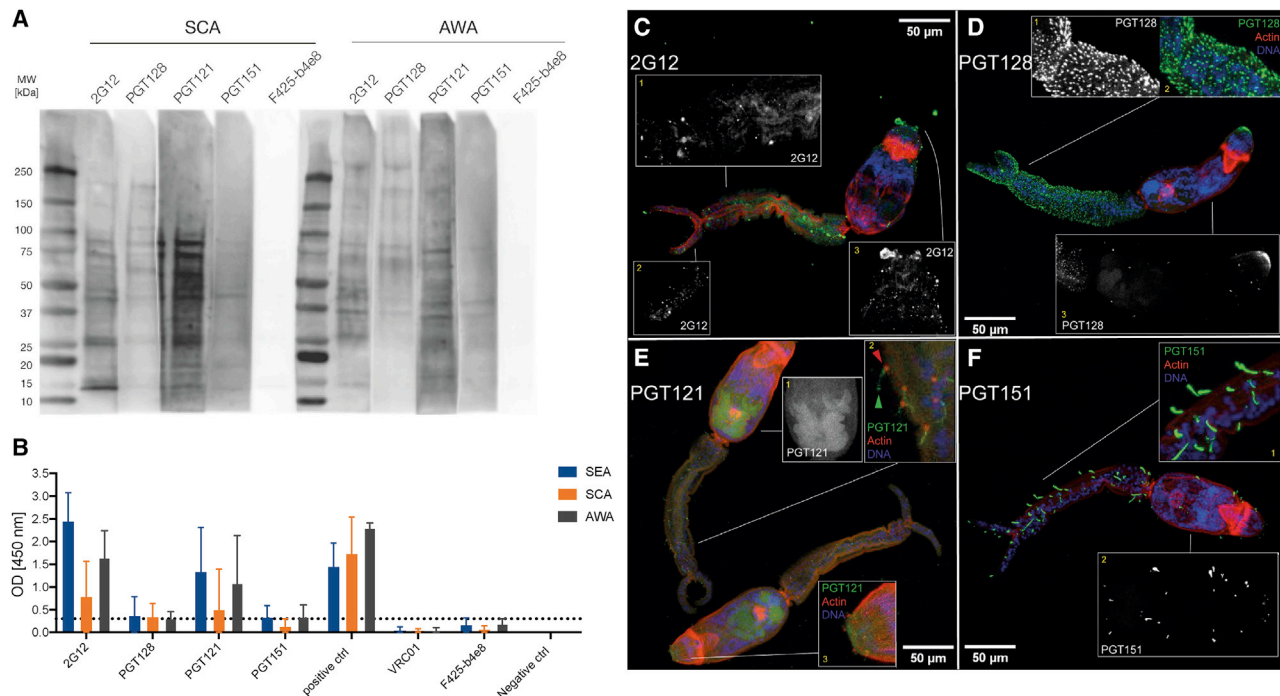 A
SCA
AWA
MW
[kDa]
2G12
PGT128
PGT121
PGT151
F425-b4e8
2G12
PGT128
PGT121
PGT151
F425-b4e8
250
150
100
75
50
37
25
20
15
10
B
OD [450 nm]
3.5
3.0
2.5
2.0
1.5
1.0
0.5
0.0
2G12
PGT128
PGT121
PGT151
positive ctrl
VRC01
F425-b4e8
Negative ctrl
SEA
SCA
AWA
C
2G12
50 µm
1
2G12
2
2G12
3
2G12
D
PGT128
1
PGT128
PGT128
Actin
DNA
2
3
PGT128
50 µm
E
PGT121
1
PGT121
2
PGT121
Actin
DNA
PGT121
Actin
DNA
3
50 µm
F
PGT151
PGT151
Actin
DNA
1
2
PGT151
50 µm